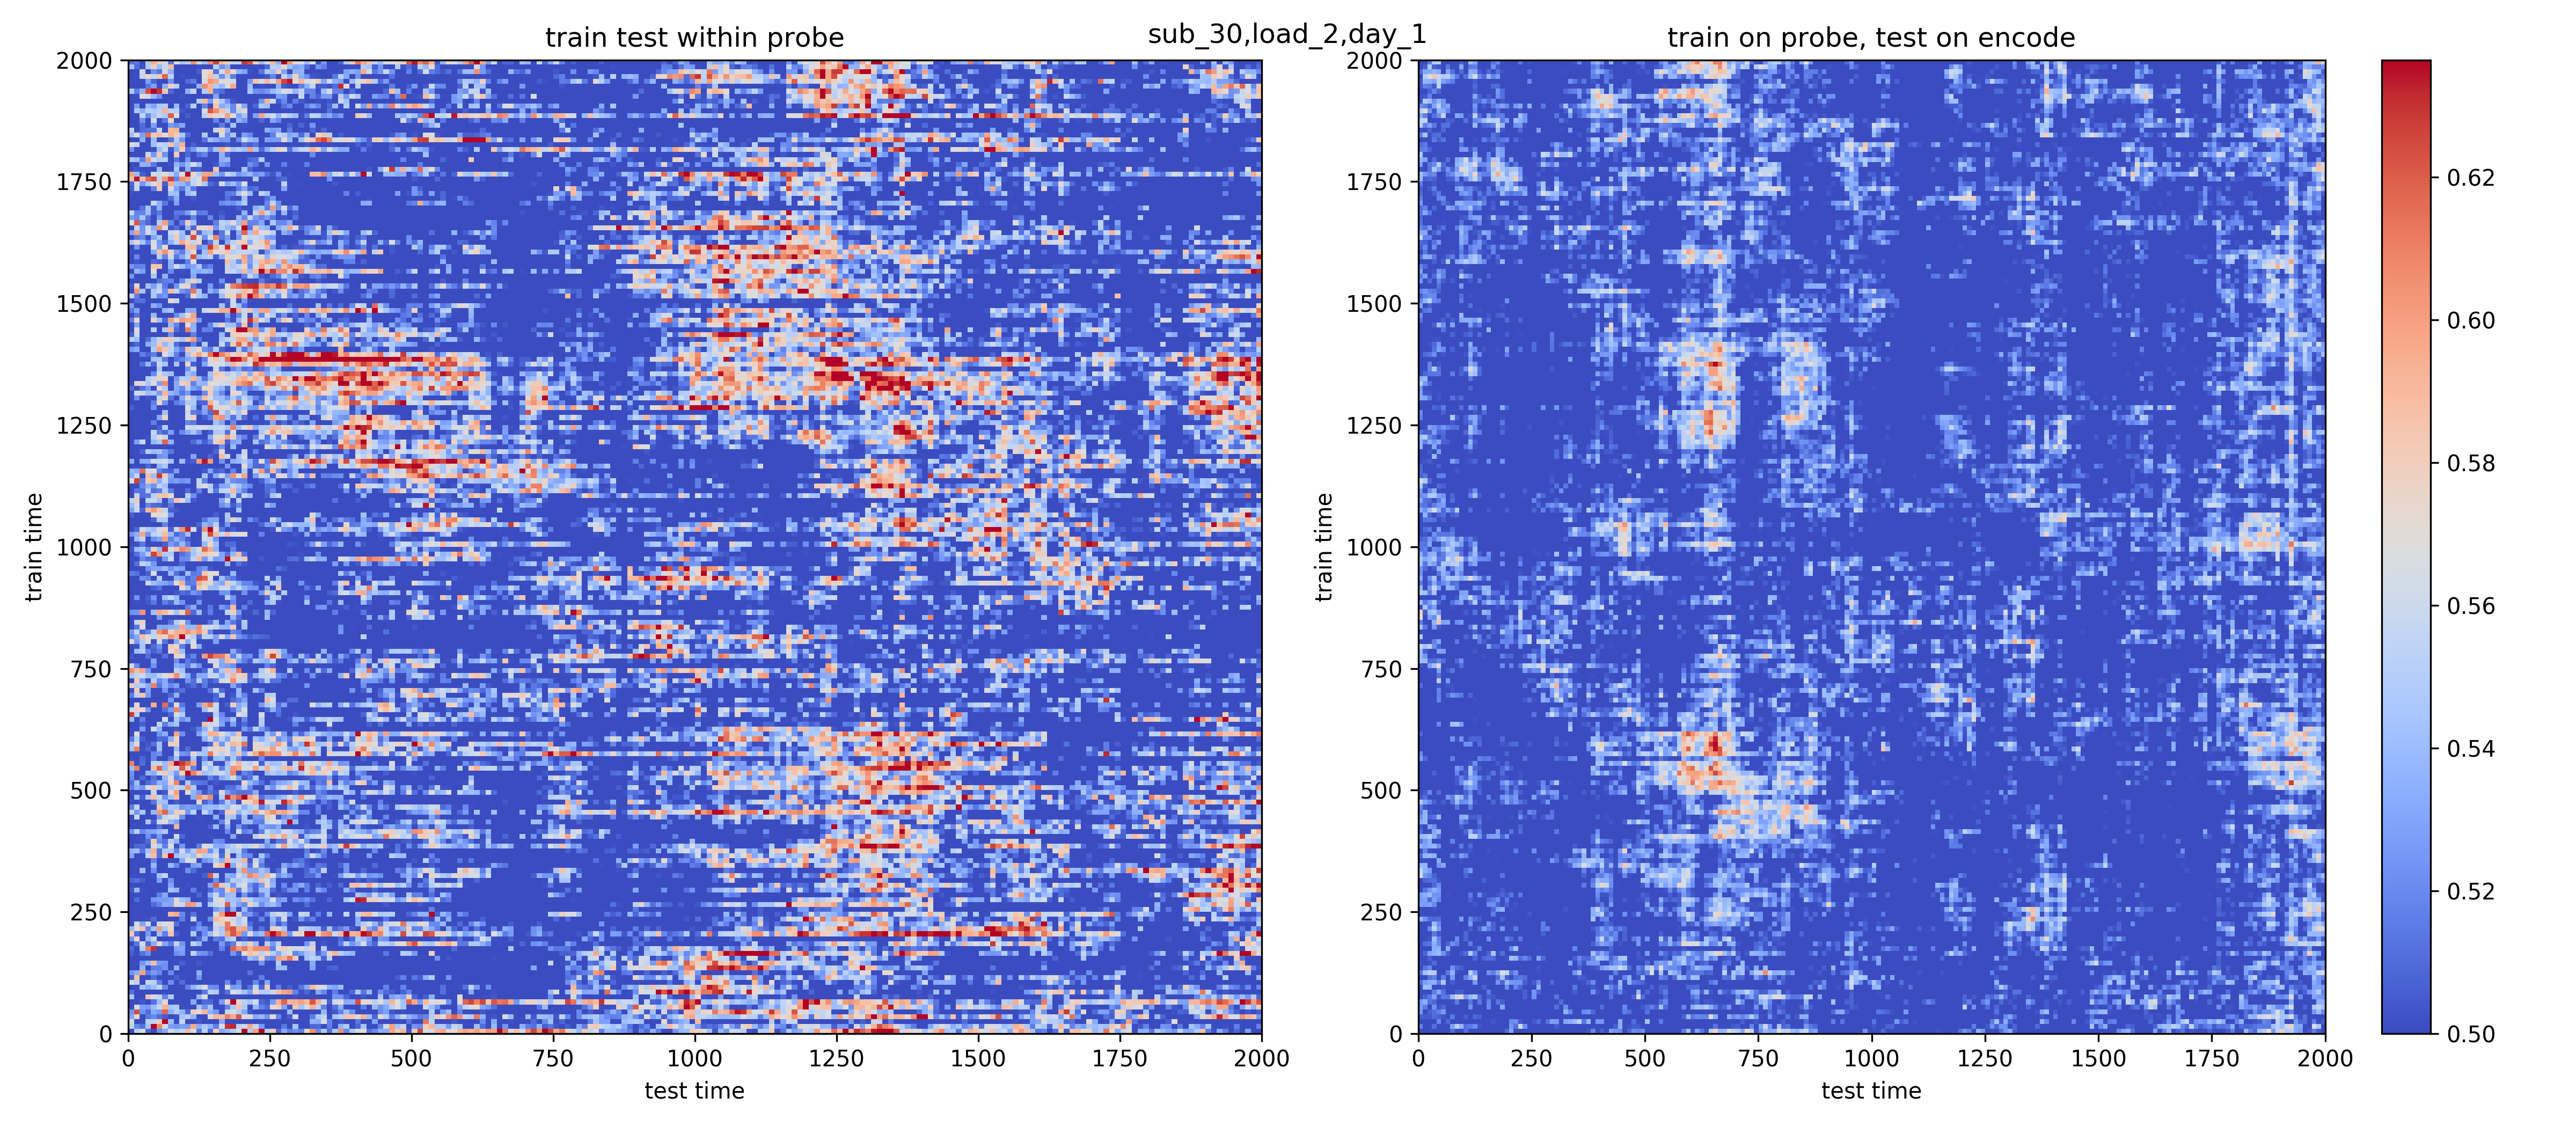 sub_30,load_2,day_1
train test within probe
train on probe, test on encode
2000
1750
1500
1250
1000
750
500
250
0
train time
0 250 500 750 1000 1250 1500 1750 2000
test time
2000
1750
1500
1250
1000
750
500
250
0
train time
0 250 500 750 1000 1250 1500 1750 2000
test time
0.62
0.60
0.58
0.56
0.54
0.52
0.50